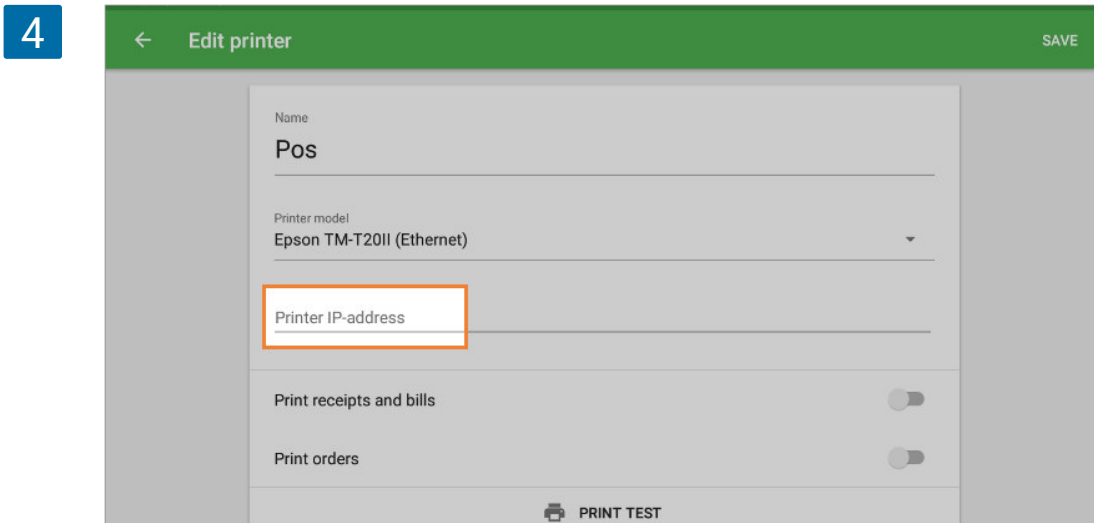 4
Edit printer
SAVE
Name
Pos
Printer model
Epson TM-T20II (Ethernet)
Printer IP-address
Print receipts and bills
Print orders
PRINT TEST